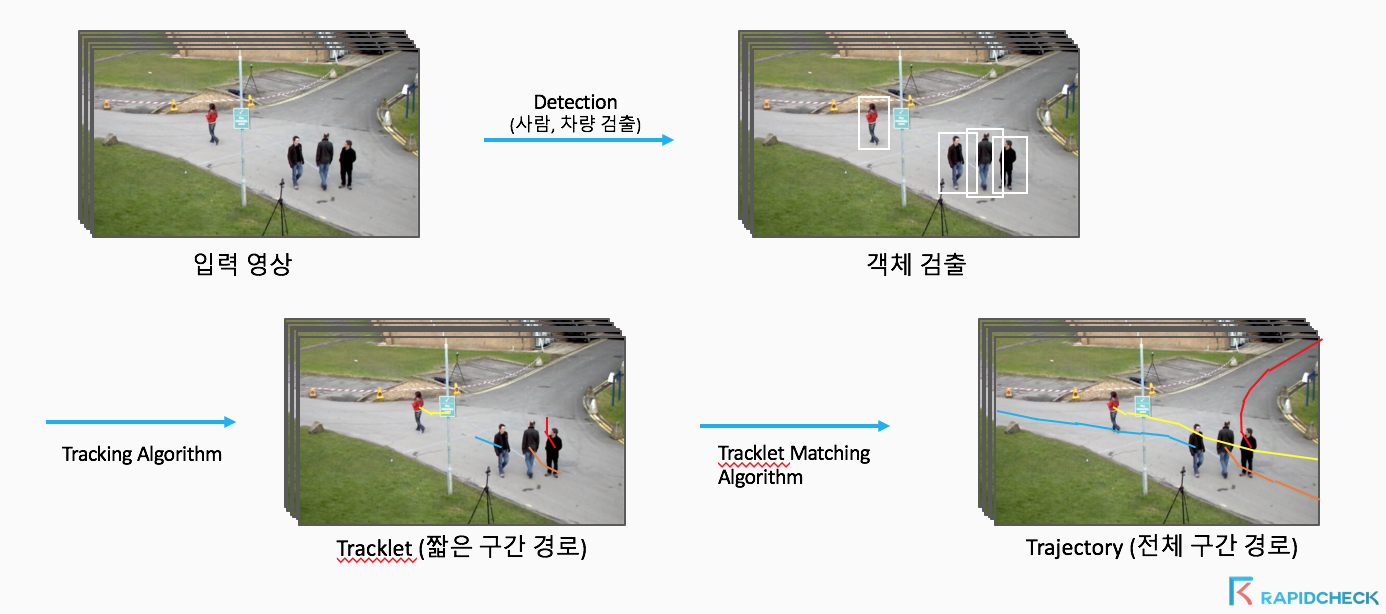 Detection
(사람, 차량 검출)
입력 영상
객체 검출
Tracking Algorithm
Tracklet Matching
Algorithm
Tracklet (짧은 구간 경로)
Trajectory (전체 구간 경로)
RAPIDCHECK